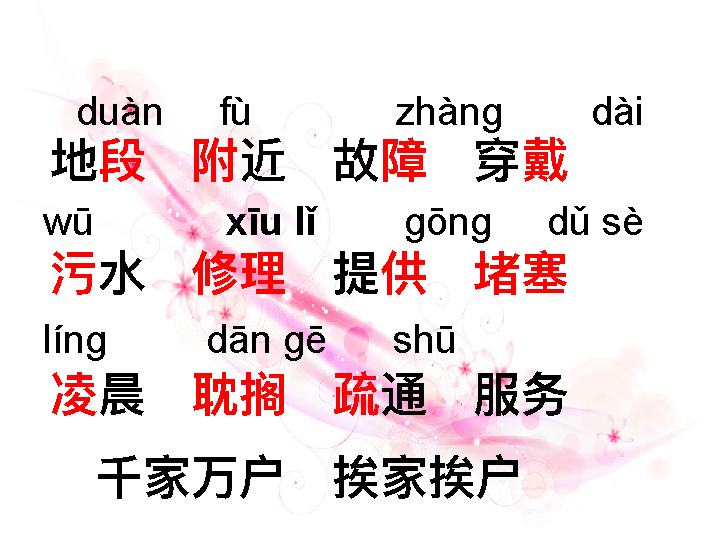 duàn fù zhàng dài
地段 附近 故障 穿戴
wū xīu lǐ gōng dǔ sè
污水 修理 提供 堵塞
líng dān gē shū
凌晨 耽搁 疏通 服务
千家万户 挨家挨户